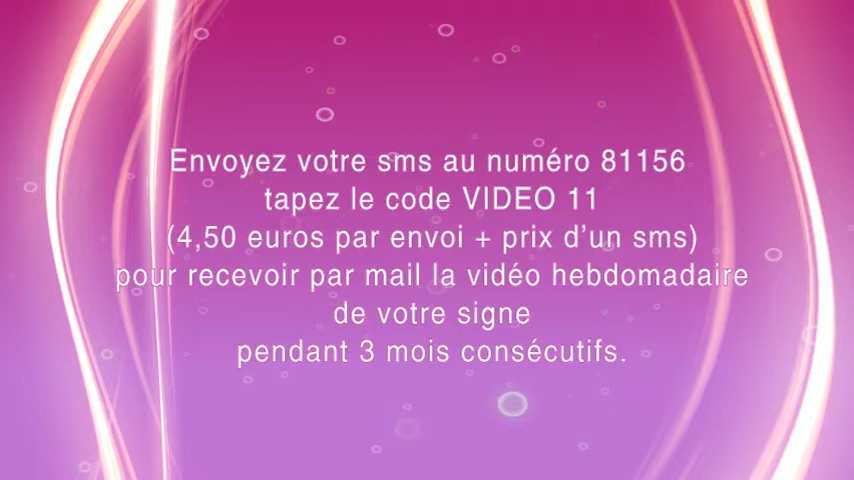 Envoyez votre sms au numéro 81156
tapez le code VIDEO 11
(4,50 euros par envoi + prix d’un sms)
pour recevoir par mail la vidéo hebdomadaire
de votre signe
pendant 3 mois consécutifs.